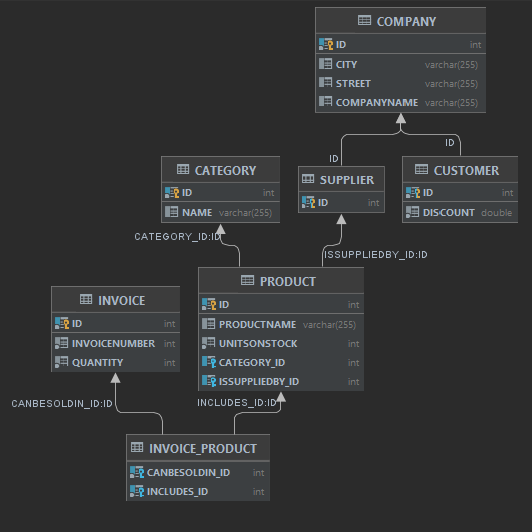 COMPANY
ID int
CITY varchar(255)
STREET varchar(255)
COMPANYNAME varchar(255)
ID
ID
CATEGORY
ID int
NAME varchar(255)
SUPPLIER
ID int
CUSTOMER
ID int
DISCOUNT double
CATEGORY_ID:ID
ISSUPPLIEDBY_ID:ID
PRODUCT
ID int
PRODUCTNAME varchar(255)
UNITSONSTOCK int
CATEGORY_ID int
ISSUPPLIEDBY_ID int
INVOICE
ID int
INVOICENUMBER int
QUANTITY int
CANBESOLDIN_ID:ID
INCLUDES_ID:ID
INVOICE_PRODUCT
CANBESOLDIN_ID int
INCLUDES_ID int